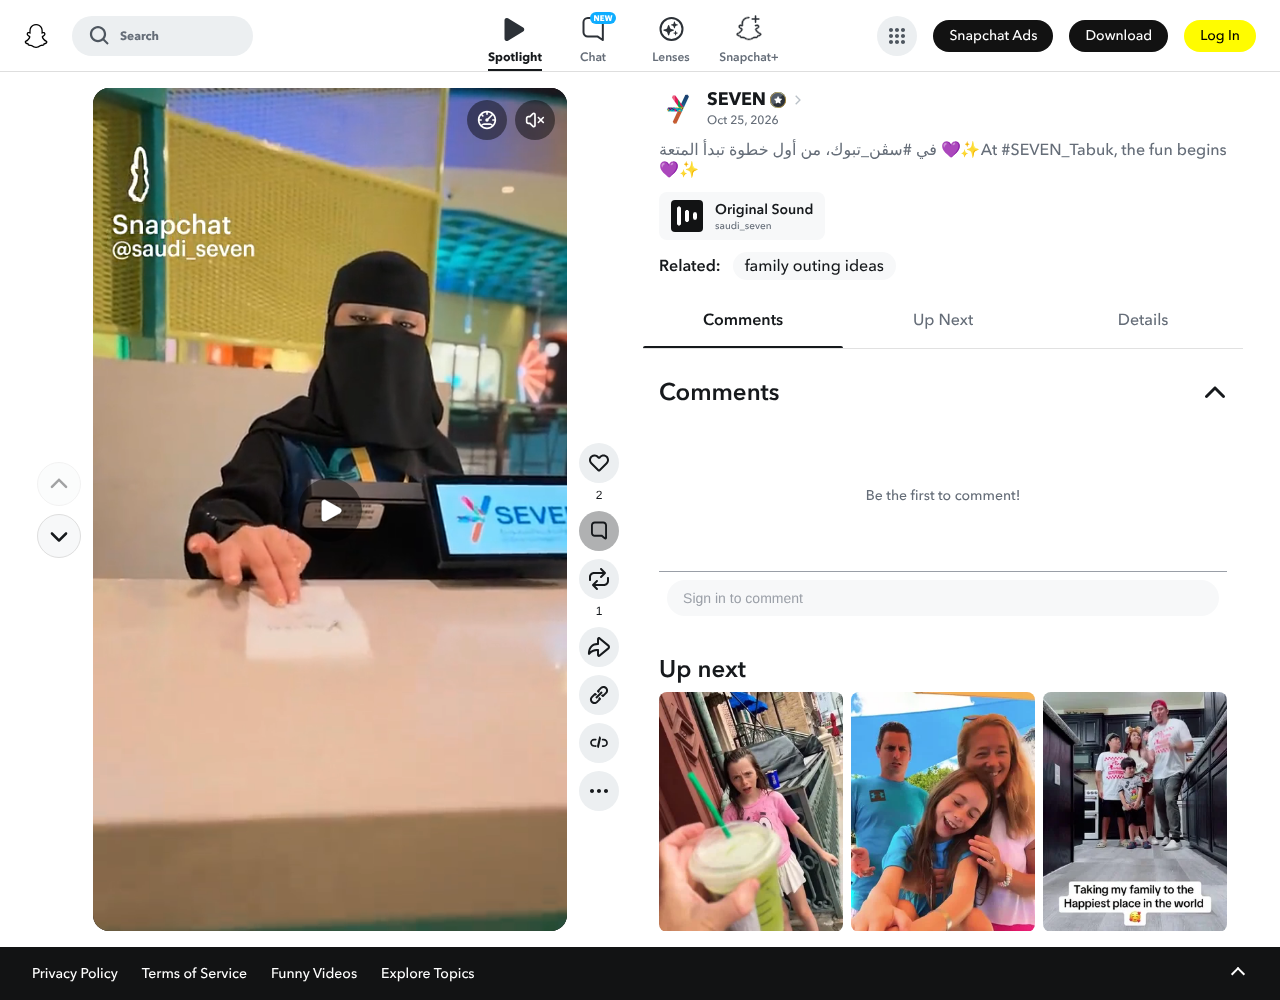 Search
Spotlight
NEW
Chat
Lenses
Snapchat+
Snapchat Ads
Download
Log In
Snapchat
@saudi_seven
SEVEN
SEVEN
Oct 25, 2026
في #سڤن_تبوك، من أول خطوة تبدأ المتعة 💜✨At #SEVEN_Tabuk, the fun begins
💜✨
Original Sound
saudi_seven
Related:
family outing ideas
Comments
Up Next
Details
Comments
Be the first to comment!
2
1
Sign in to comment
Up next
Taking my family to the
Happiest place in the world
🥰
Privacy Policy
Terms of Service
Funny Videos
Explore Topics